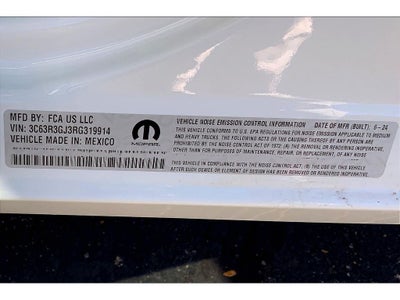 MFD BY: FCA US LLC
VIN: 3C63R3GJ3RG319914
VEHICLE MADE IN: MEXICO
MOPAR
VEHICLE NOISE EMISSION CONTROL INFORMATION DATE OF MFR (BUILT): 6-24
THIS VEHICLE CONFORMS TO U.S. EPA REGULATIONS FOR NOISE EMISSION APPLICABLE TO MEDIUM
AND HEAVY TRUCKS. THE FOLLOWING ACTS OR THE CAUSING THEREOF BY ANY PERSON ARE
PROHIBITED BY THE NOISE CONTROL ACT OF 1972: (A) THE REMOVAL OR RENDERING INOPERATIVE,
OTHER THAN FOR PURPOSES OF MAINTENANCE, REPAIR, OR REPLACEMENT, OF ANY NOISE CONTROL
(IN COMPLIANCE WITH THE NOISE CONTROL ACT), (B) THE USE OF THIS
VEHICLE AFTER SUCH DEVICE OR ELEMENT OF DESIGN HAS BEEN REMOVED OR RENDERED INOPERATIVE.